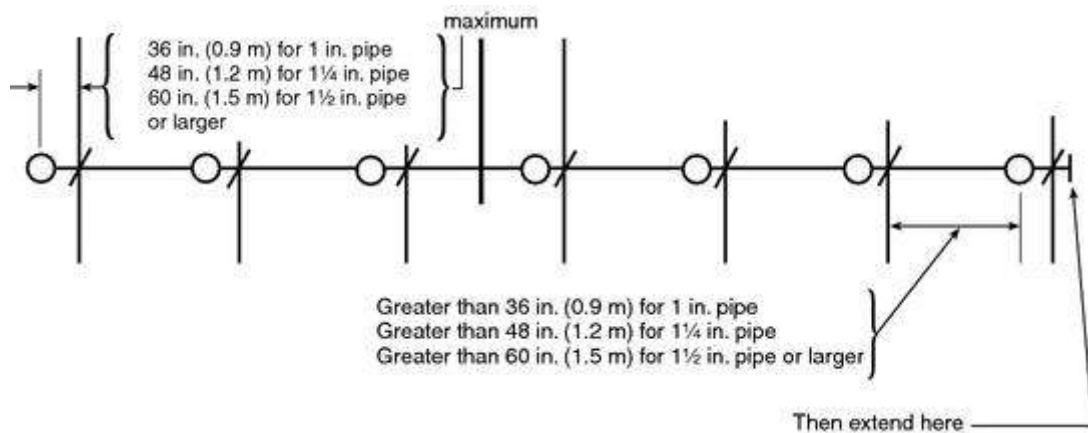 maximum
36 in. (0.9 m) for 1 in. pipe
48 in. (1.2 m) for 1¼ in. pipe
60 in. (1.5 m) for 1½ in. pipe
or larger
Greater than 36 in. (0.9 m) for 1 in. pipe
Greater than 48 in. (1.2 m) for 1¼ in. pipe
Greater than 60 in. (1.5 m) for 1½ in. pipe or larger
Then extend here